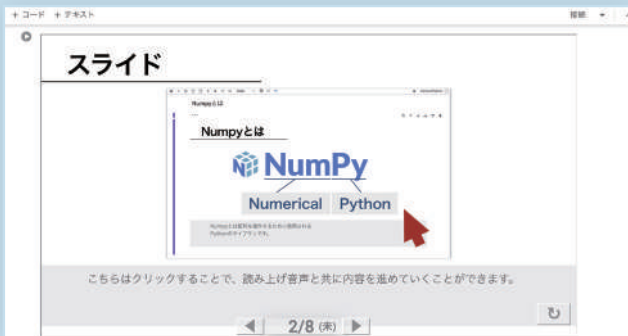 + コード + テキスト
接続
スライド
Numpyとは
Numpyとは
NumPy
Numerical Python
こちらはクリックすることで、読み上げ音声と共に内容を進めていくことができます。
2/8 (未)